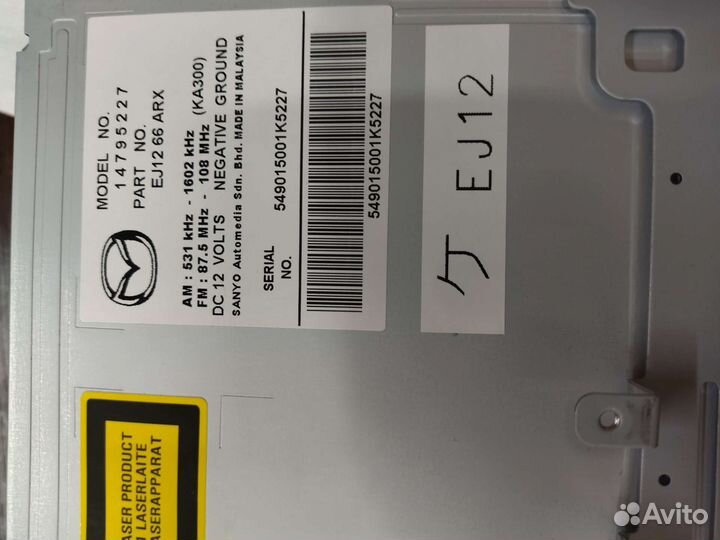 MODEL NO.
14795227
PART NO.
EJ12 66 ARX
AM : 531 kHz - 1602 kHz
FM : 87.5 MHz - 108 MHz (KA300)
DC 12 VOLTS NEGATIVE GROUND
SANYO Automedia Sdn. Bhd. MADE IN MALAYSIA
SERIAL
NO.
549015001K5227
549015001K5227
ケ EJ12
PRODUCT
LASERLAITE
Avito